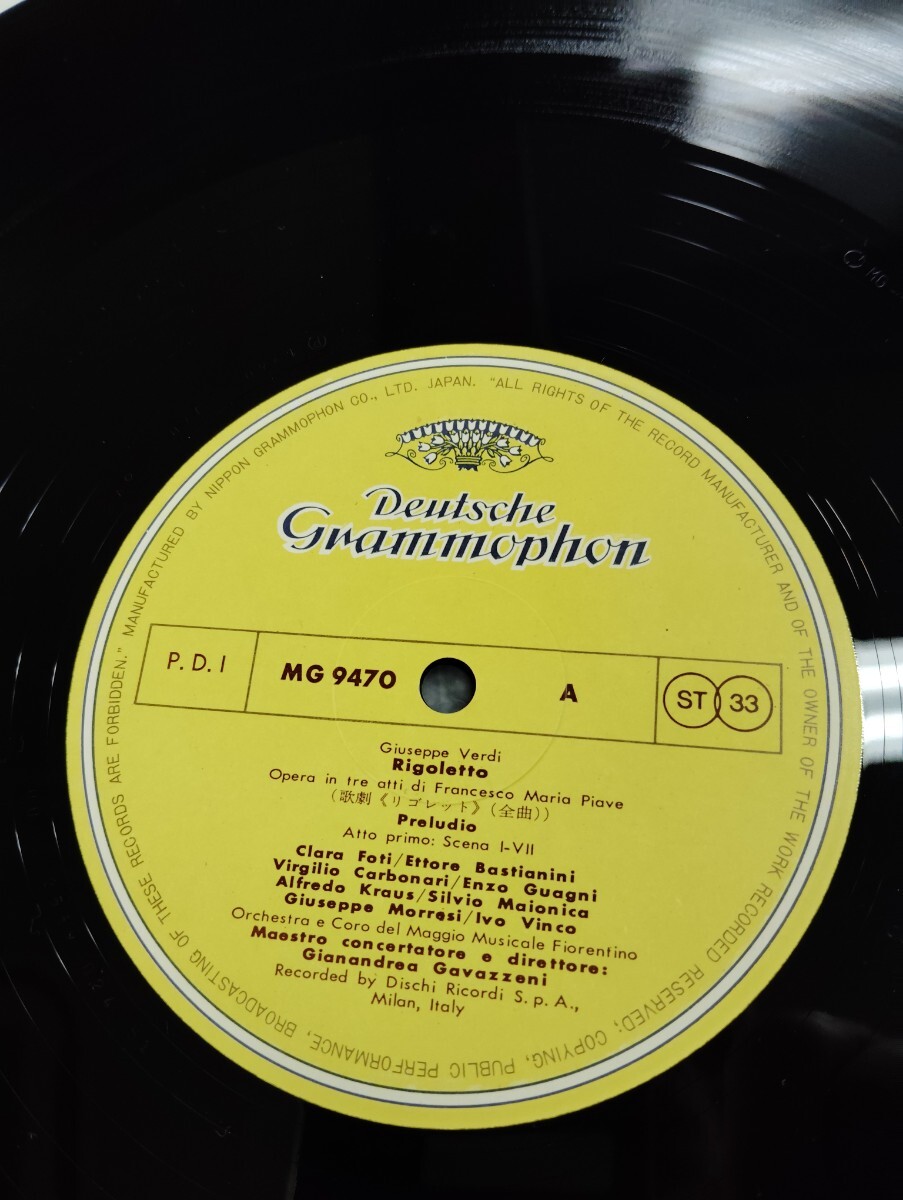 MANUFACTURED BY NIPPON GRAMMOPHON CO., LTD. JAPAN. "ALL RIGHTS OF THE RECORD MANUFACTURER AND OF THE OWNER OF THE WORK RECORDED RESERVED; COPYING, PUBLIC PERFORMANCE, BROADCASTING OF THESE RECORDS ARE FORBIDDEN."
Deutsche
Grammophon
P.D.I MG 9470 A ST 33
Giuseppe Verdi
Rigoletto
Opera in tre atti di Francesco Maria Piave
(歌劇《リゴレット》(全曲))
Preludio
Atto primo: Scena I-VII
Clara Foti/Ettore Bastianini
Virgilio Carbonari/Enzo Guagni
Alfredo Kraus/Silvio Maionica
Giuseppe Morresi/Ivo Vinco
Orchestra e Coro del Maggio Musicale Fiorentino
Maestro concertatore e direttore:
Gianandrea Gavazzeni
Recorded by Dischi Ricordi S.p.A.,
Milan, Italy